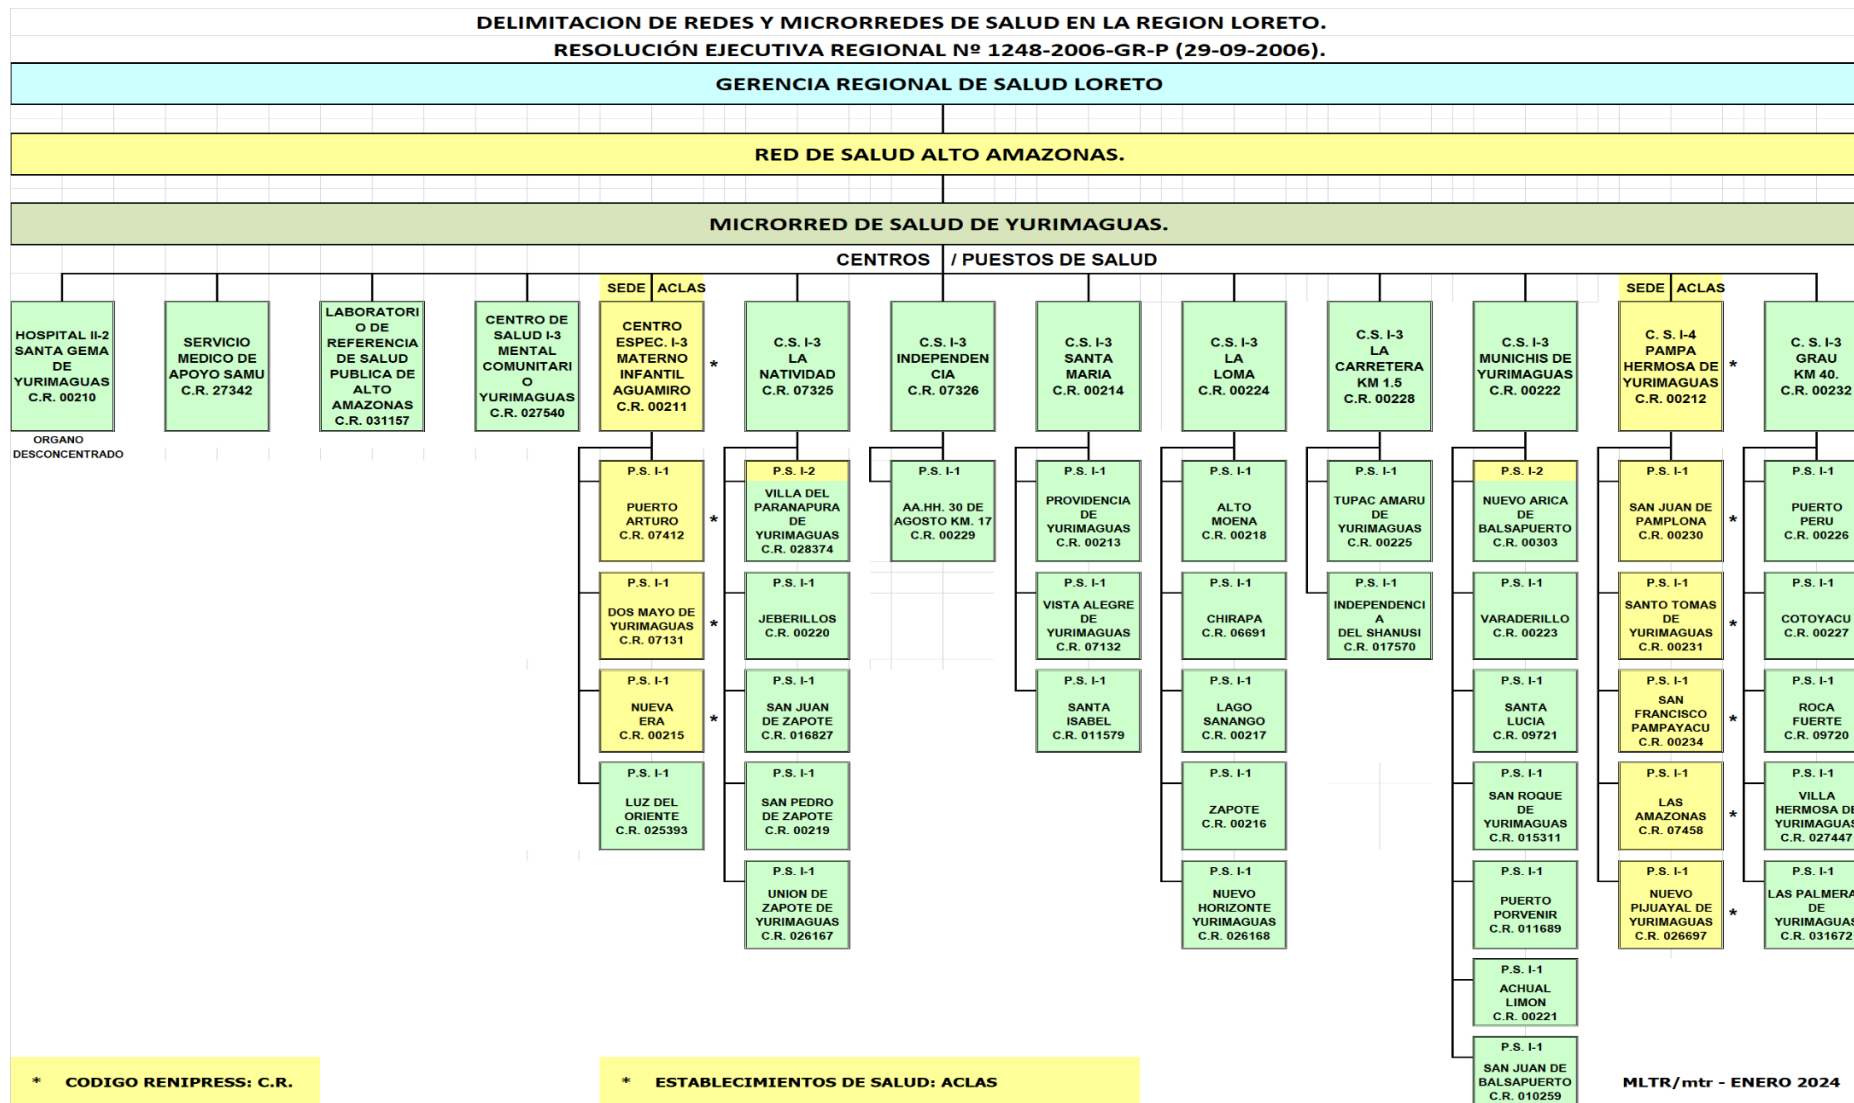 DELIMITACION DE REDES Y MICRORREDES DE SALUD EN LA REGION LORETO.
RESOLUCIÓN EJECUTIVA REGIONAL Nº 1248-2006-GR-P (29-09-2006).
GERENCIA REGIONAL DE SALUD LORETO
RED DE SALUD ALTO AMAZONAS.
MICRORRED DE SALUD DE YURIMAGUAS.
CENTROS / PUESTOS DE SALUD
HOSPITAL II-2
SANTA GEMA
DE
YURIMAGUAS
C.R. 00210
ORGANO
DESCONCENTRADO
SERVICIO
MEDICO DE
APOYO SAMU
C.R. 27342
LABORATORI
O DE
REFERENCIA
DE SALUD
PUBLICA DE
ALTO
AMAZONAS
C.R. 031157
CENTRO DE
SALUD I-3
MENTAL
COMUNITARI
O
YURIMAGUAS
C.R. 027540
SEDE ACLAS
CENTRO
ESPEC. I-3
MATERNO
INFANTIL
AGUAMIRO
C.R. 00211
*
P.S. I-1
PUERTO
ARTURO
C.R. 07412
*
P.S. I-1
DOS MAYO DE
YURIMAGUAS
C.R. 07131
*
P.S. I-1
NUEVA
ERA
C.R. 00215
*
P.S. I-1
LUZ DEL
ORIENTE
C.R. 025393
C.S. I-3
LA
NATIVIDAD
C.R. 07325
P.S. I-2
VILLA DEL
PARANAPURA
DE
YURIMAGUAS
C.R. 028374
P.S. I-1
JEBERILLOS
C.R. 00220
P.S. I-1
SAN JUAN
DE ZAPOTE
C.R. 016827
P.S. I-1
SAN PEDRO
DE ZAPOTE
C.R. 00219
P.S. I-1
UNION DE
ZAPOTE DE
YURIMAGUAS
C.R. 026167
C.S. I-3
INDEPENDEN
CIA
C.R. 07326
P.S. I-1
AA.HH. 30 DE
AGOSTO KM. 17
C.R. 00229
C.S. I-3
SANTA
MARIA
C.R. 00214
P.S. I-1
PROVIDENCIA
DE
YURIMAGUAS
C.R. 00213
P.S. I-1
VISTA ALEGRE
DE
YURIMAGUAS
C.R. 07132
P.S. I-1
SANTA
ISABEL
C.R. 011579
C.S. I-3
LA
LOMA
C.R. 00224
P.S. I-1
ALTO
MOENA
C.R. 00218
P.S. I-1
CHIRAPA
C.R. 06691
P.S. I-1
LAGO
SANANGO
C.R. 00217
P.S. I-1
ZAPOTE
C.R. 00216
P.S. I-1
NUEVO
HORIZONTE
YURIMAGUAS
C.R. 026168
C.S. I-3
LA
CARRETERA
KM 1.5
C.R. 00228
P.S. I-1
TUPAC AMARU
DE
YURIMAGUAS
C.R. 00225
P.S. I-1
INDEPENDENCI
A
DEL SHANUSI
C.R. 017570
C.S. I-3
MUNICHIS DE
YURIMAGUAS
C.R. 00222
P.S. I-2
NUEVO ARICA
DE
BALSAPUERTO
C.R. 00303
P.S. I-1
VARADERILLO
C.R. 00223
P.S. I-1
SANTA
LUCIA
C.R. 09721
P.S. I-1
SAN ROQUE
DE
YURIMAGUAS
C.R. 015311
P.S. I-1
PUERTO
PORVENIR
C.R. 011689
P.S. I-1
ACHUAL
LIMON
C.R. 00221
P.S. I-1
SAN JUAN DE
BALSAPUERTO
C.R. 010259
SEDE ACLAS
C. S. I-4
PAMPA
HERMOSA DE
YURIMAGUAS
C.R. 00212
*
P.S. I-1
SAN JUAN DE
PAMPLONA
C.R. 00230
*
P.S. I-1
SANTO TOMAS
DE
YURIMAGUAS
C.R. 00231
*
P.S. I-1
SAN
FRANCISCO
PAMPAYACU
C.R. 00234
*
P.S. I-1
LAS
AMAZONAS
C.R. 07458
*
P.S. I-1
NUEVO
PIJUAYAL DE
YURIMAGUAS
C.R. 026697
*
C. S. I-3
GRAU
KM 40.
C.R. 00232
P.S. I-1
PUERTO
PERU
C.R. 00226
P.S. I-1
COTOYACU
C.R. 00227
P.S. I-1
ROCA
FUERTE
C.R. 09720
P.S. I-1
VILLA
HERMOSA DE
YURIMAGUAS
C.R. 027447
P.S. I-1
LAS PALMERA
DE
YURIMAGUAS
C.R. 031672
* CODIGO RENIPRESS: C.R.
* ESTABLECIMIENTOS DE SALUD: ACLAS
MLTR/mtr - ENERO 2024